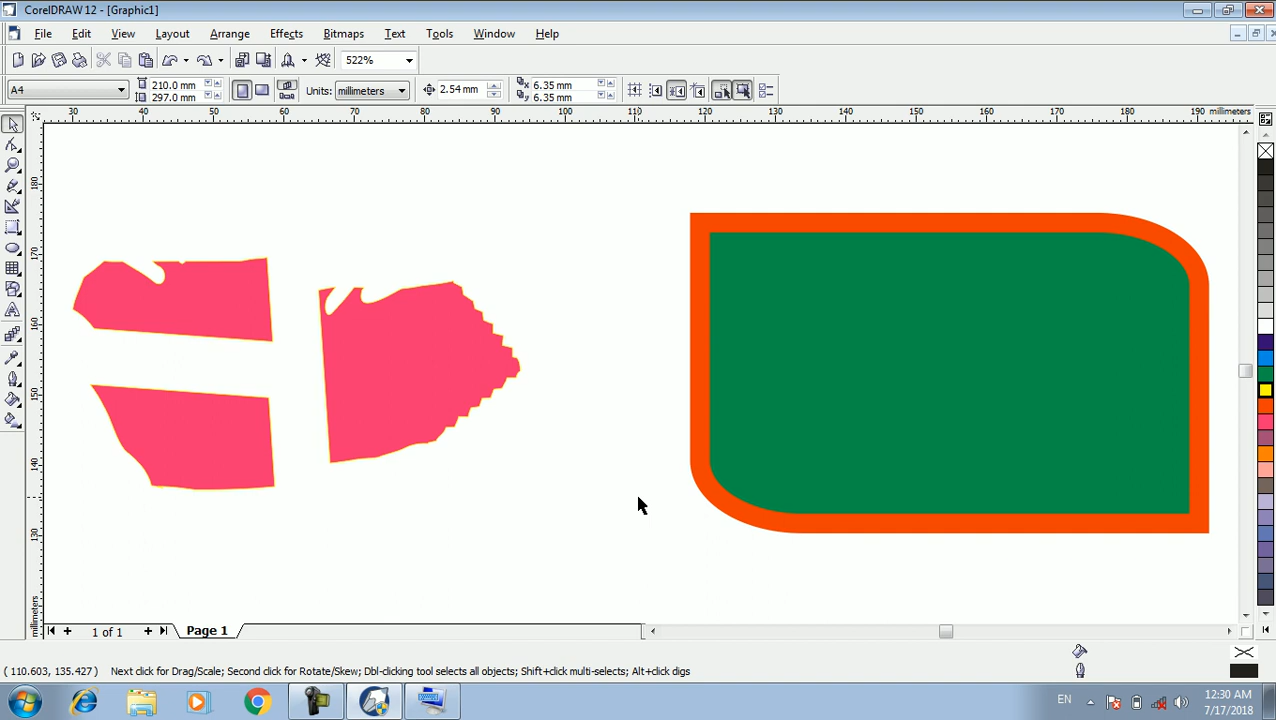 CorelDRAW 12 - [Graphic1]
File Edit View Layout Arrange Effects Bitmaps Text Tools Window Help
522%
A4 210.0 mm 297.0 mm Units: millimeters 2.54 mm 6.35 mm 6.35 mm
30 40 50 60 70 80 90 100 110 120 130 140 150 160 170 180 190 millimeters
180
170
160
150
140
130
millimeters
1 of 1 Page 1
( 110.603, 135.427 ) Next click for Drag/Scale; Second click for Rotate/Skew; Dbl-clicking tool selects all objects; Shift+click multi-selects; Alt+click digs
EN 12:30 AM
7/17/2018